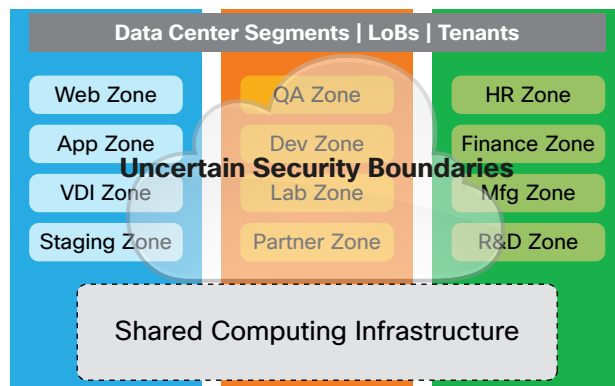 Data Center Segments | LoBs | Tenants
Web Zone
App Zone
VDI Zone
Staging Zone
QA Zone
Dev Zone
Lab Zone
Partner Zone
HR Zone
Finance Zone
Mfg Zone
R&D Zone
Uncertain Security Boundaries
Shared Computing Infrastructure